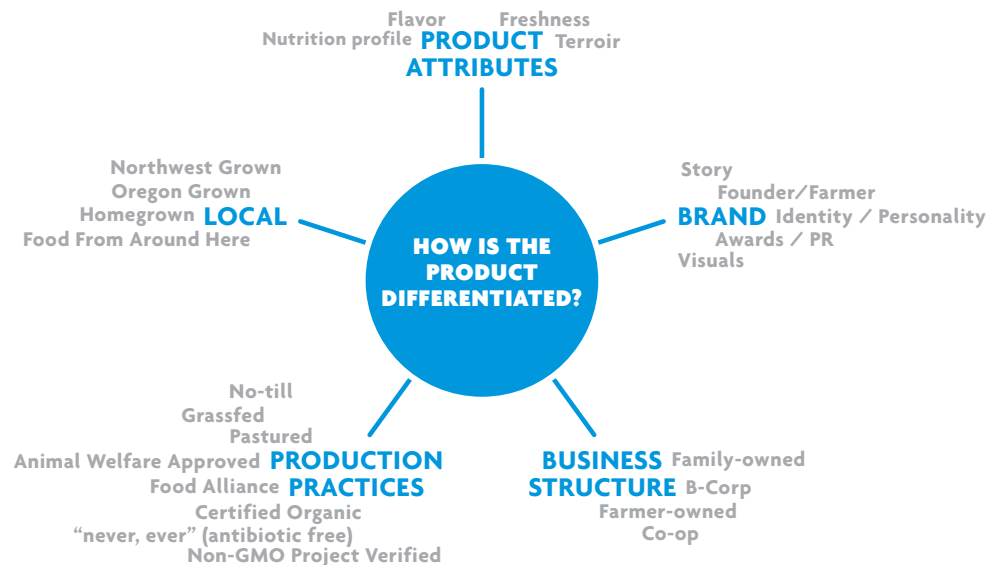 Flavor Freshness
Nutrition profile PRODUCT Terroir
ATTRIBUTES
Northwest Grown
Oregon Grown
Homegrown LOCAL
Food From Around Here
Story
Founder/Farmer
BRAND Identity / Personality
Awards / PR
Visuals
HOW IS THE
PRODUCT
DIFFERENTIATED?
No-till
Grassfed
Pastured
Animal Welfare Approved PRODUCTION
Food Alliance PRACTICES
Certified Organic
“never, ever” (antibiotic free)
Non-GMO Project Verified
BUSINESS Family-owned
STRUCTURE B-Corp
Farmer-owned
Co-op